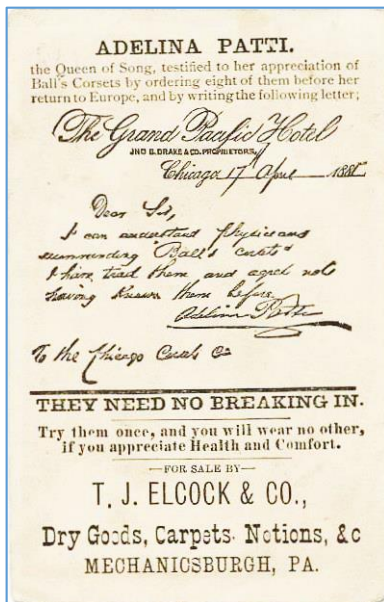 ADELINA PATTI.
the Queen of Song, testified to her appreciation of
Ball's Corsets by ordering eight of them before her
return to Europe, and by writing the following letter;
The Grand Pacific Hotel
JNO B. DRAKE & CO. PROPRIETORS.
Chicago 17 April 188
Dear Sir,
I can understand physicians
Ball's corsets
I have tried them and regret not
having known them before.
Adelina Patti
To the Chicago Corset Co
THEY NEED NO BREAKING IN.
Try them once, and you will wear no other,
if you appreciate Health and Comfort.
—FOR SALE BY—
T. J. ELCOCK & CO.,
Dry Goods, Carpets, Notions, &c
MECHANICSBURGH, PA.